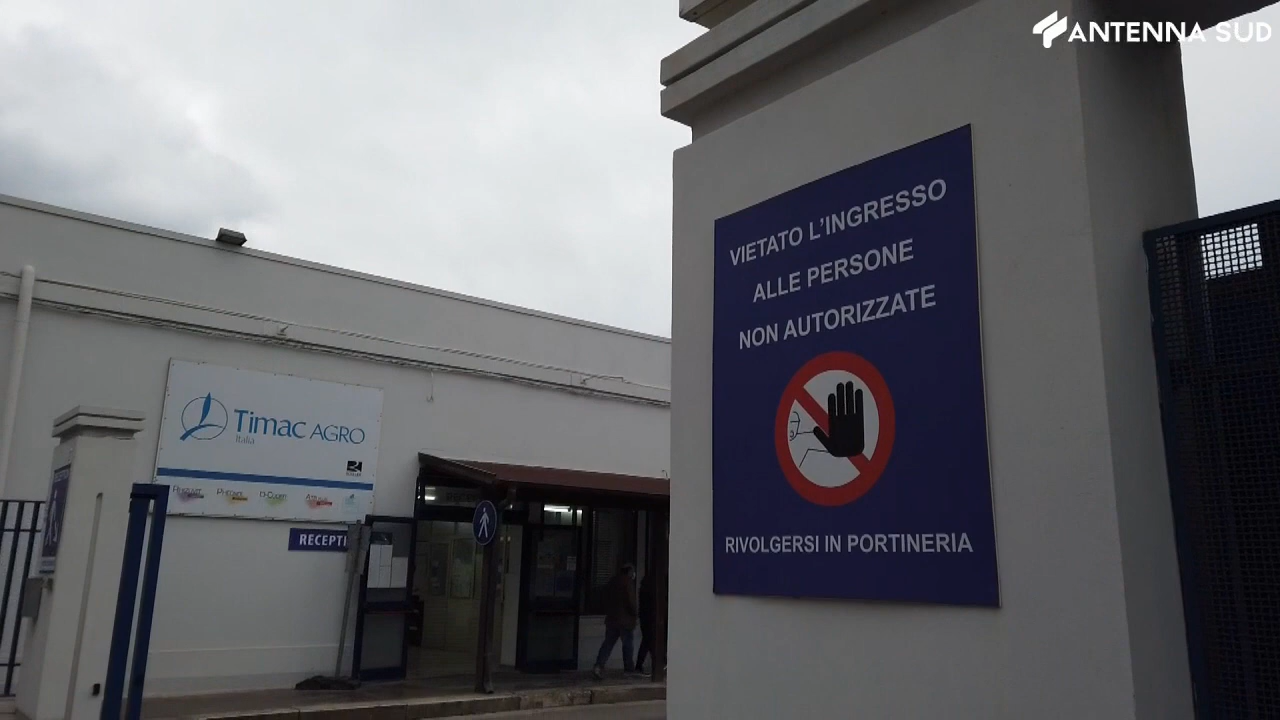 ANTENNA SUD
VIETATO L'INGRESSO
ALLE PERSONE
NON AUTORIZZATE
RIVOLGERSI IN PORTINERIA
Timac AGRO
Italia
RECEPTI